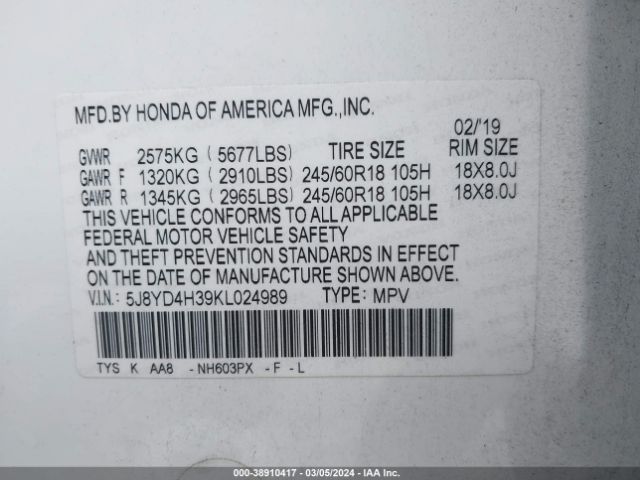 MFD.BY HONDA OF AMERICA MFG.,INC.
02/'19
GVWR 2575KG ( 5677LBS) TIRE SIZE RIM SIZE
GAWR F 1320KG ( 2910LBS) 245/60R18 105H 18X8.0J
GAWR R 1345KG ( 2965LBS) 245/60R18 105H 18X8.0J
THIS VEHICLE CONFORMS TO ALL APPLICABLE
FEDERAL MOTOR VEHICLE SAFETY
AND THEFT PREVENTION STANDARDS IN EFFECT
ON THE DATE OF MANUFACTURE SHOWN ABOVE.
V.I.N.: 5J8YD4H39KL024989 TYPE: MPV
TYS K AA8 -NH603PX -F -L
000-38910417 - 03/05/2024 - IAA Inc.